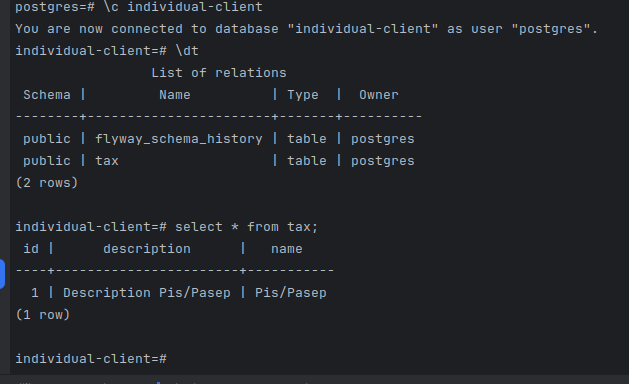 postgres=# \c individual-client
You are now connected to database "individual-client" as user "postgres".
individual-client=# \dt
                 List of relations
 Schema |         Name          | Type  |  Owner
--------+-----------------------+-------+----------
 public | flyway_schema_history | table | postgres
 public | tax                   | table | postgres
(2 rows)

individual-client=# select * from tax;
 id |      description      |   name
----+-----------------------+-----------
  1 | Description Pis/Pasep | Pis/Pasep
(1 row)

individual-client=#